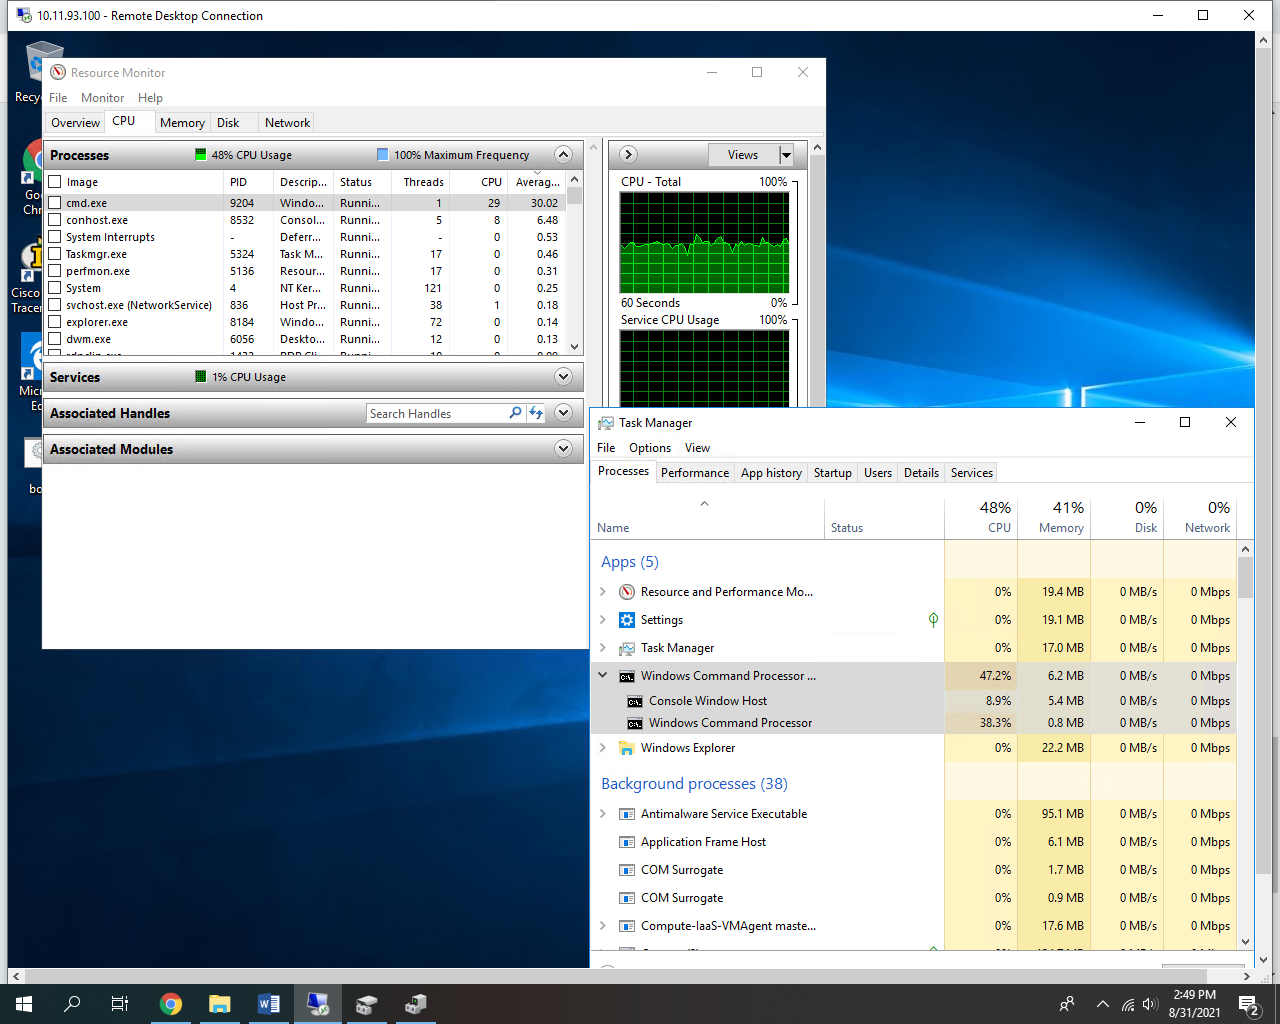 10.11.93.100 - Remote Desktop Connection
Resource Monitor
File Monitor Help
Overview CPU Memory Disk Network
Processes 48% CPU Usage 100% Maximum Frequency
Image PID Descrip... Status Threads CPU Averag...
cmd.exe 9204 Windo... Runni... 1 29 30.02
conhost.exe 8532 Consol... Runni... 5 8 6.48
System Interrupts - Deferr... Runni... - 0 0.53
Taskmgr.exe 5324 Task M... Runni... 17 0 0.46
perfmon.exe 5136 Resour... Runni... 17 0 0.31
System 4 NT Ker... Runni... 121 0 0.25
svchost.exe (NetworkService) 836 Host Pr... Runni... 38 1 0.18
explorer.exe 8184 Windo... Runni... 72 0 0.14
dwm.exe 6056 Deskto... Runni... 12 0 0.13
Services 1% CPU Usage
Associated Handles Search Handles
Associated Modules
Views
CPU - Total 100%
60 Seconds 0%
Service CPU Usage 100%
Recyc
Go
Chr
Cisco
Tracer
Micr
Ed
bo
Task Manager
File Options View
Processes Performance App history Startup Users Details Services
48% 41% 0% 0%
Name Status CPU Memory Disk Network
Apps (5)
Resource and Performance Mo... 0% 19.4 MB 0 MB/s 0 Mbps
Settings 0% 19.1 MB 0 MB/s 0 Mbps
Task Manager 0% 17.0 MB 0 MB/s 0 Mbps
Windows Command Processor ... 47.2% 6.2 MB 0 MB/s 0 Mbps
Console Window Host 8.9% 5.4 MB 0 MB/s 0 Mbps
Windows Command Processor 38.3% 0.8 MB 0 MB/s 0 Mbps
Windows Explorer 0% 22.2 MB 0 MB/s 0 Mbps
Background processes (38)
Antimalware Service Executable 0% 95.1 MB 0 MB/s 0 Mbps
Application Frame Host 0% 6.1 MB 0 MB/s 0 Mbps
COM Surrogate 0% 1.7 MB 0 MB/s 0 Mbps
COM Surrogate 0% 0.9 MB 0 MB/s 0 Mbps
Compute-IaaS-VMAgent maste... 0% 17.6 MB 0 MB/s 0 Mbps
2:49 PM
8/31/2021
2